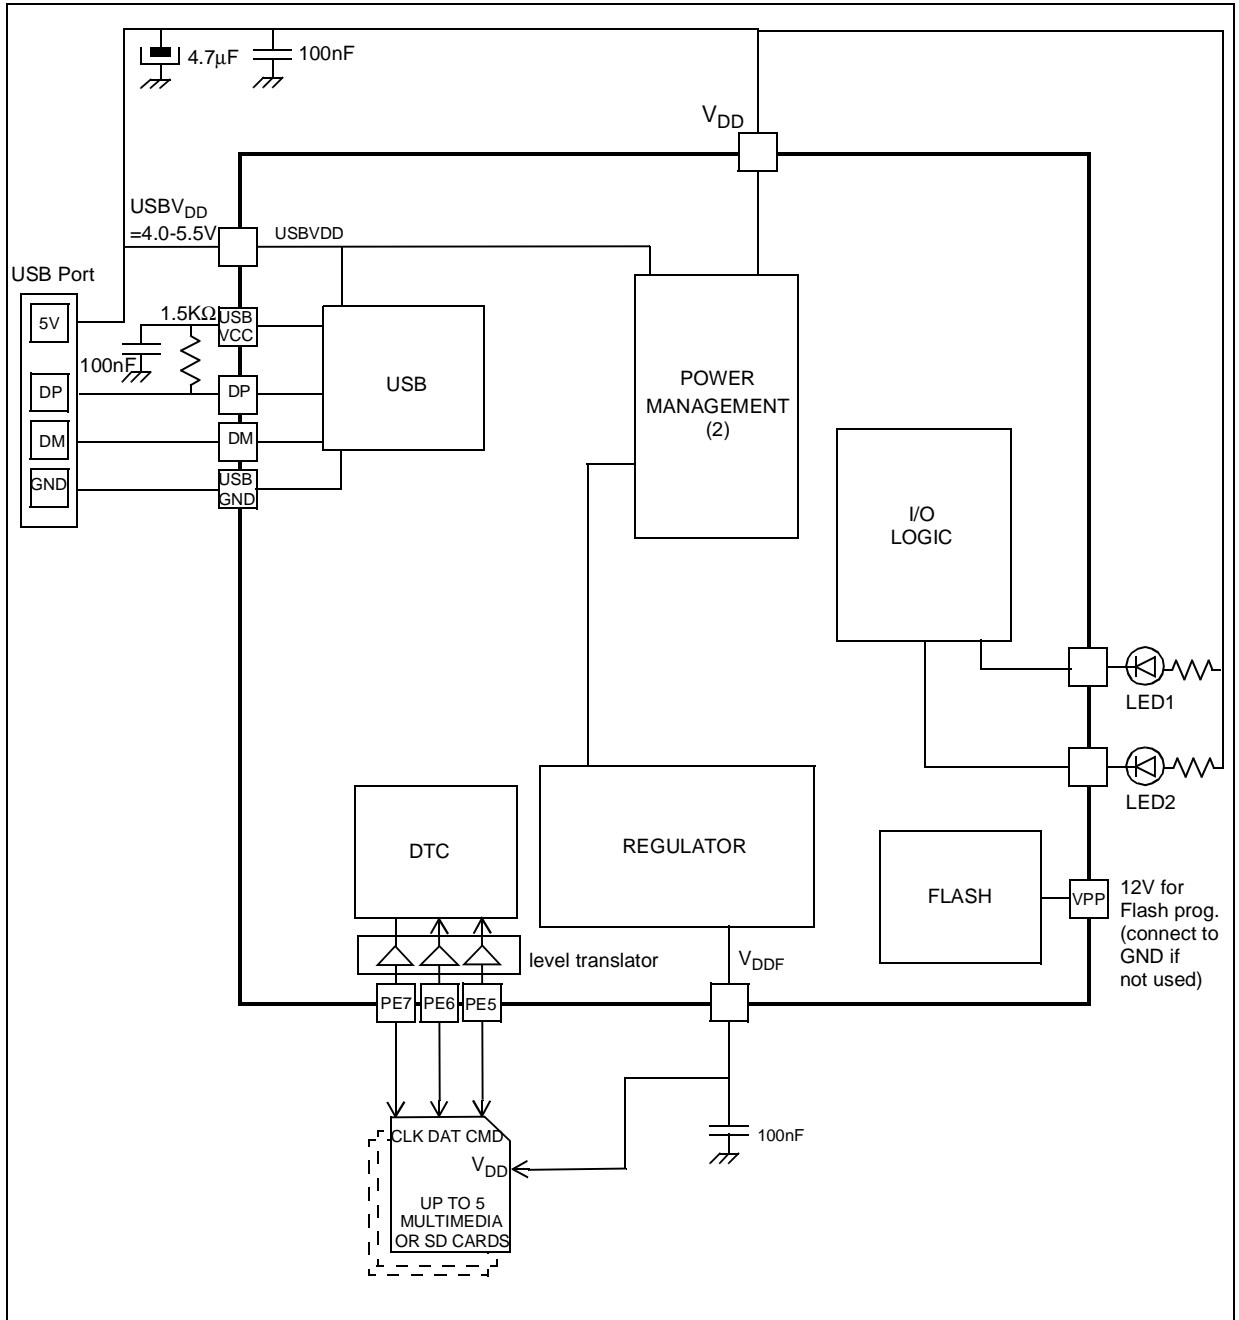 4.7μF
100nF
VDD
USBVDD
=4.0-5.5V
USBVDD
USB Port
5V
1.5KΩ
USB
VCC
100nF
DP
DP
DM
DM
GND
USB
GND
USB
POWER
MANAGEMENT
(2)
I/O
LOGIC
LED1
LED2
DTC
REGULATOR
FLASH
VPP
12V for
Flash prog.
(connect to
GND if
not used)
level translator
VDDF
PE7
PE6
PE5
CLK DAT CMD
VDD
100nF
UP TO 5
MULTIMEDIA
OR SD CARDS